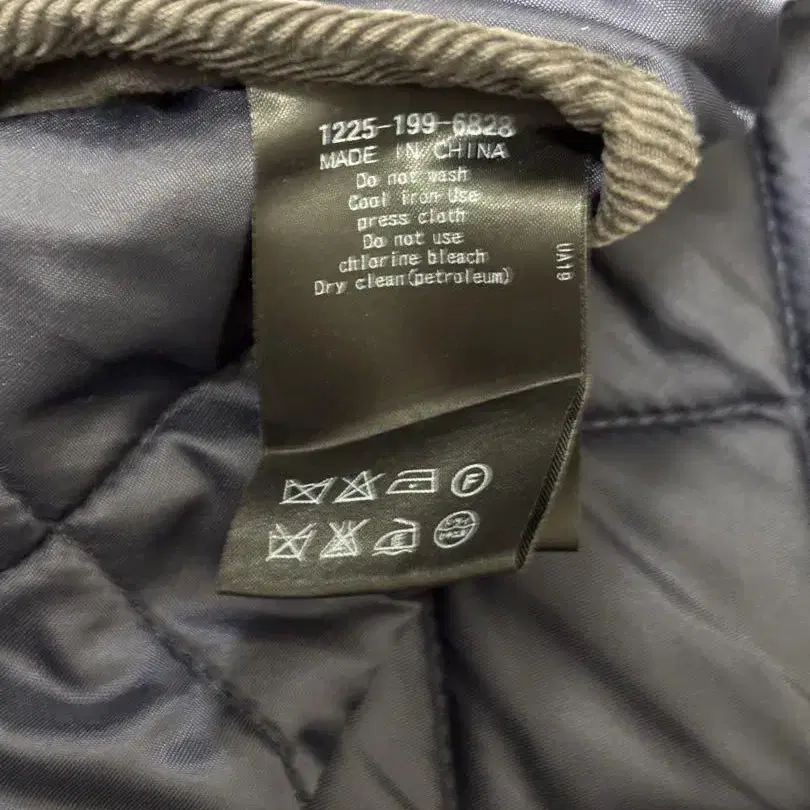 1225-199-6828
MADE IN CHINA
Do not wash
Cool iron Use
press cloth
Do not use
chlorine bleach
Dry clean(petroleum)
UA19
F